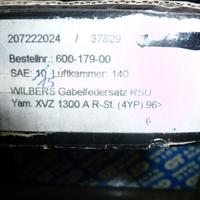 207222024 / 37829
Bestellnr.: 600-179-00
SAE: 10 Luftkammer: 140
15
WILBERS Gabelfedersatz RSU
Yam. XVZ 1300 A R-St. (4YP) 96>